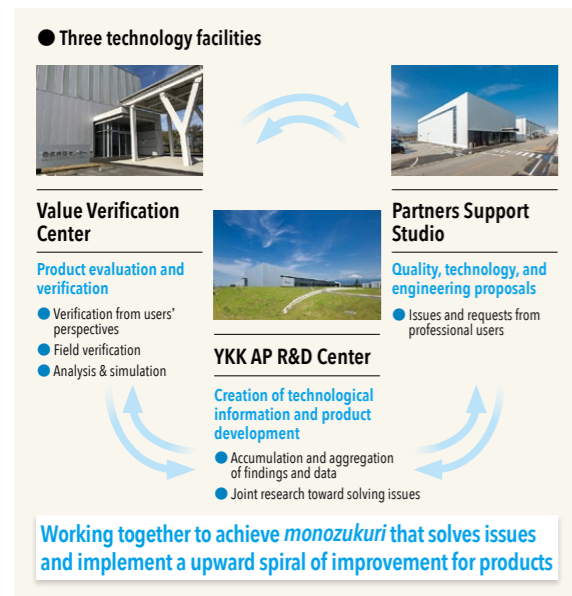 ● Three technology facilities
Value Verification
Center
Product evaluation and
verification
● Verification from users'
perspectives
● Field verification
● Analysis & simulation
Partners Support
Studio
Quality, technology, and
engineering proposals
● Issues and requests from
professional users
YKK AP R&D Center
Creation of technological
information and product
development
● Accumulation and aggregation
of findings and data
● Joint research toward solving issues
Working together to achieve monozukuri that solves issues
and implement a upward spiral of improvement for products